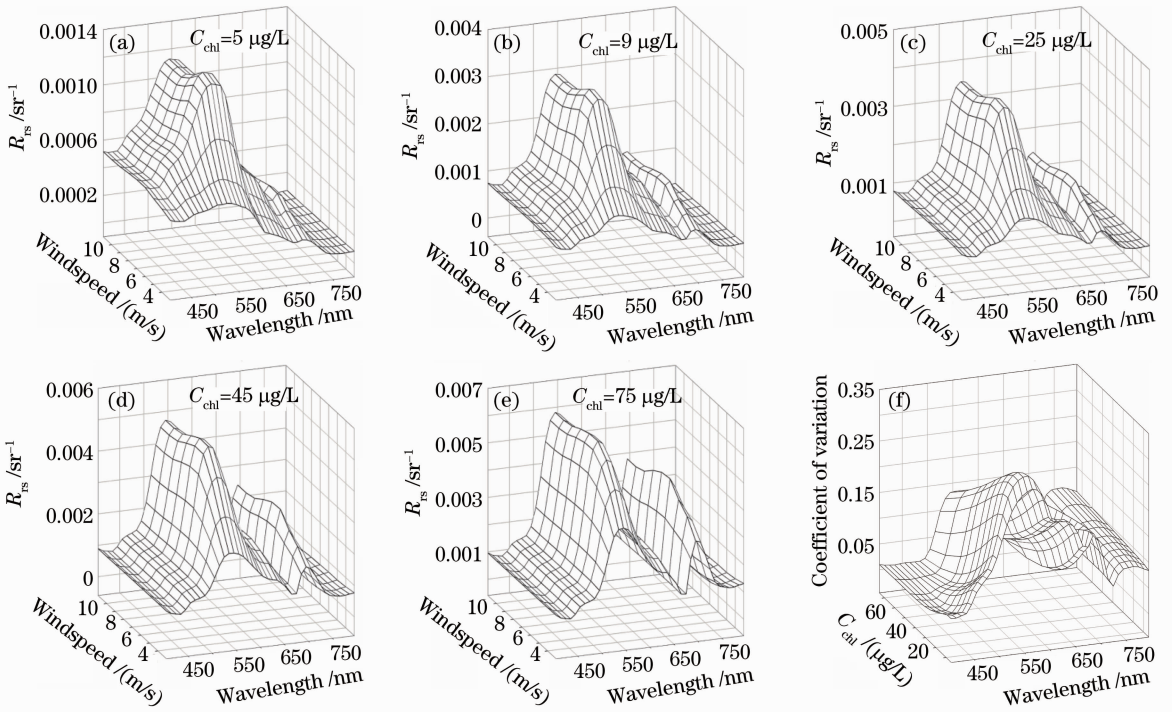 (a)
C_chl=5 μg/L
R_rs /sr⁻¹
0.0014
0.0010
0.0006
0.0002
10
8
6
4
Windspeed /(m/s)
450
550
650
750
Wavelength /nm
(b)
C_chl=9 μg/L
R_rs /sr⁻¹
0.004
0.003
0.002
0.001
0
10
8
6
4
Windspeed /(m/s)
450
550
650
750
Wavelength /nm
(c)
C_chl=25 μg/L
R_rs /sr⁻¹
0.005
0.003
0.001
10
8
6
4
Windspeed /(m/s)
450
550
650
750
Wavelength /nm
(d)
C_chl=45 μg/L
R_rs /sr⁻¹
0.006
0.004
0.002
0
10
8
6
4
Windspeed /(m/s)
450
550
650
750
Wavelength /nm
(e)
C_chl=75 μg/L
R_rs /sr⁻¹
0.007
0.005
0.003
0.001
10
8
6
4
Windspeed /(m/s)
450
550
650
750
Wavelength /nm
(f)
Coefficient of variation
0.35
0.25
0.15
0.05
60
40
20
C_chl /(μg/L)
450
550
650
750
Wavelength /nm